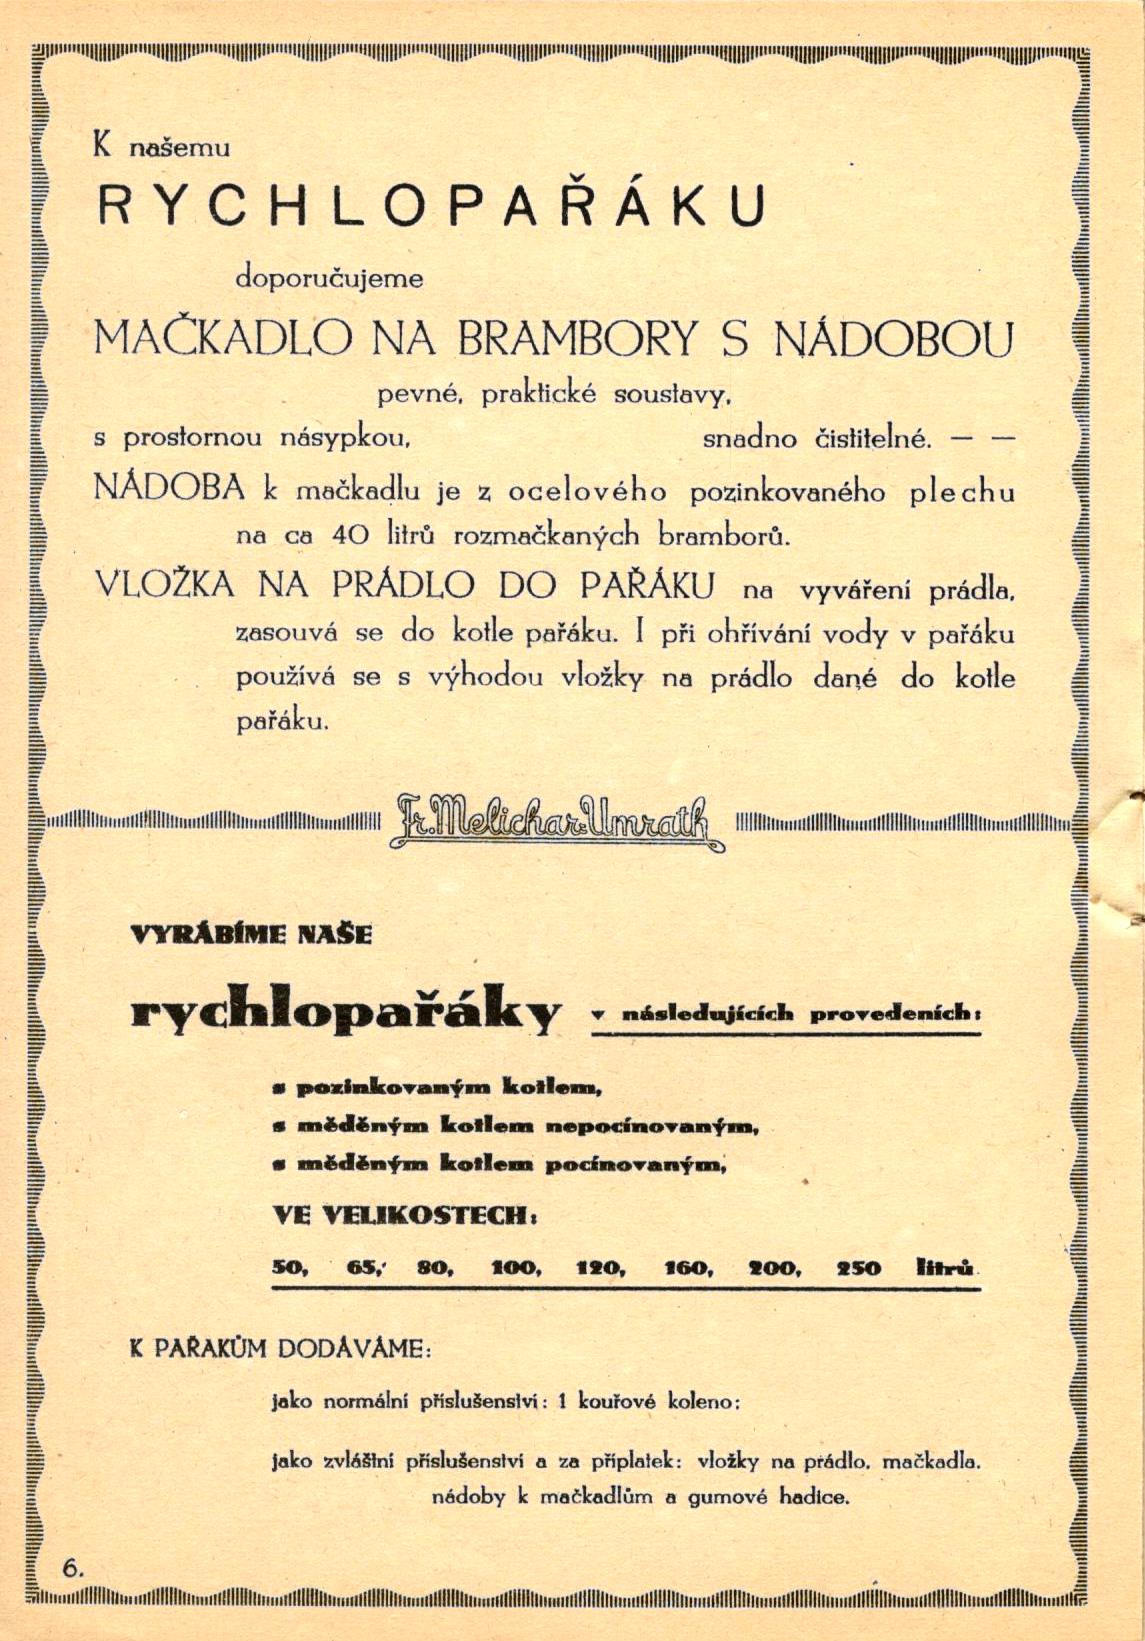 K našemu
RYCHLOPAŘÁKU
doporučujeme
MAČKADLO NA BRAMBORY S NÁDOBOU
pevné, praktické soustavy,
s prostornou násypkou, snadno čistitelné. — —
NÁDOBA k mačkadlu je z ocelového pozinkovaného plechu
na ca 40 litrů rozmačkaných bramborů.
VLOŽKA NA PRÁDLO DO PAŘÁKU na vyváření prádla,
zasouvá se do kotle pařáku. I při ohřívání vody v pařáku
používá se s výhodou vložky na prádlo dané do kotle
pařáku.
Fr. Melichar-Umrath
VYRÁBÍME NAŠE
rychlopařáky v následujících provedeních:
s pozinkovaným kotlem,
s měděným kotlem nepocínovaným,
s měděným kotlem pocínovaným,
VE VELIKOSTECH:
50, 65, 80, 100, 120, 160, 200, 250 litrů
K PAŘAKŮM DODÁVÁME:
jako normální příslušenství: 1 kouřové koleno;
jako zvláštní příslušenství a za příplatek: vložky na prádlo, mačkadla,
nádoby k mačkadlům a gumové hadice.
6.